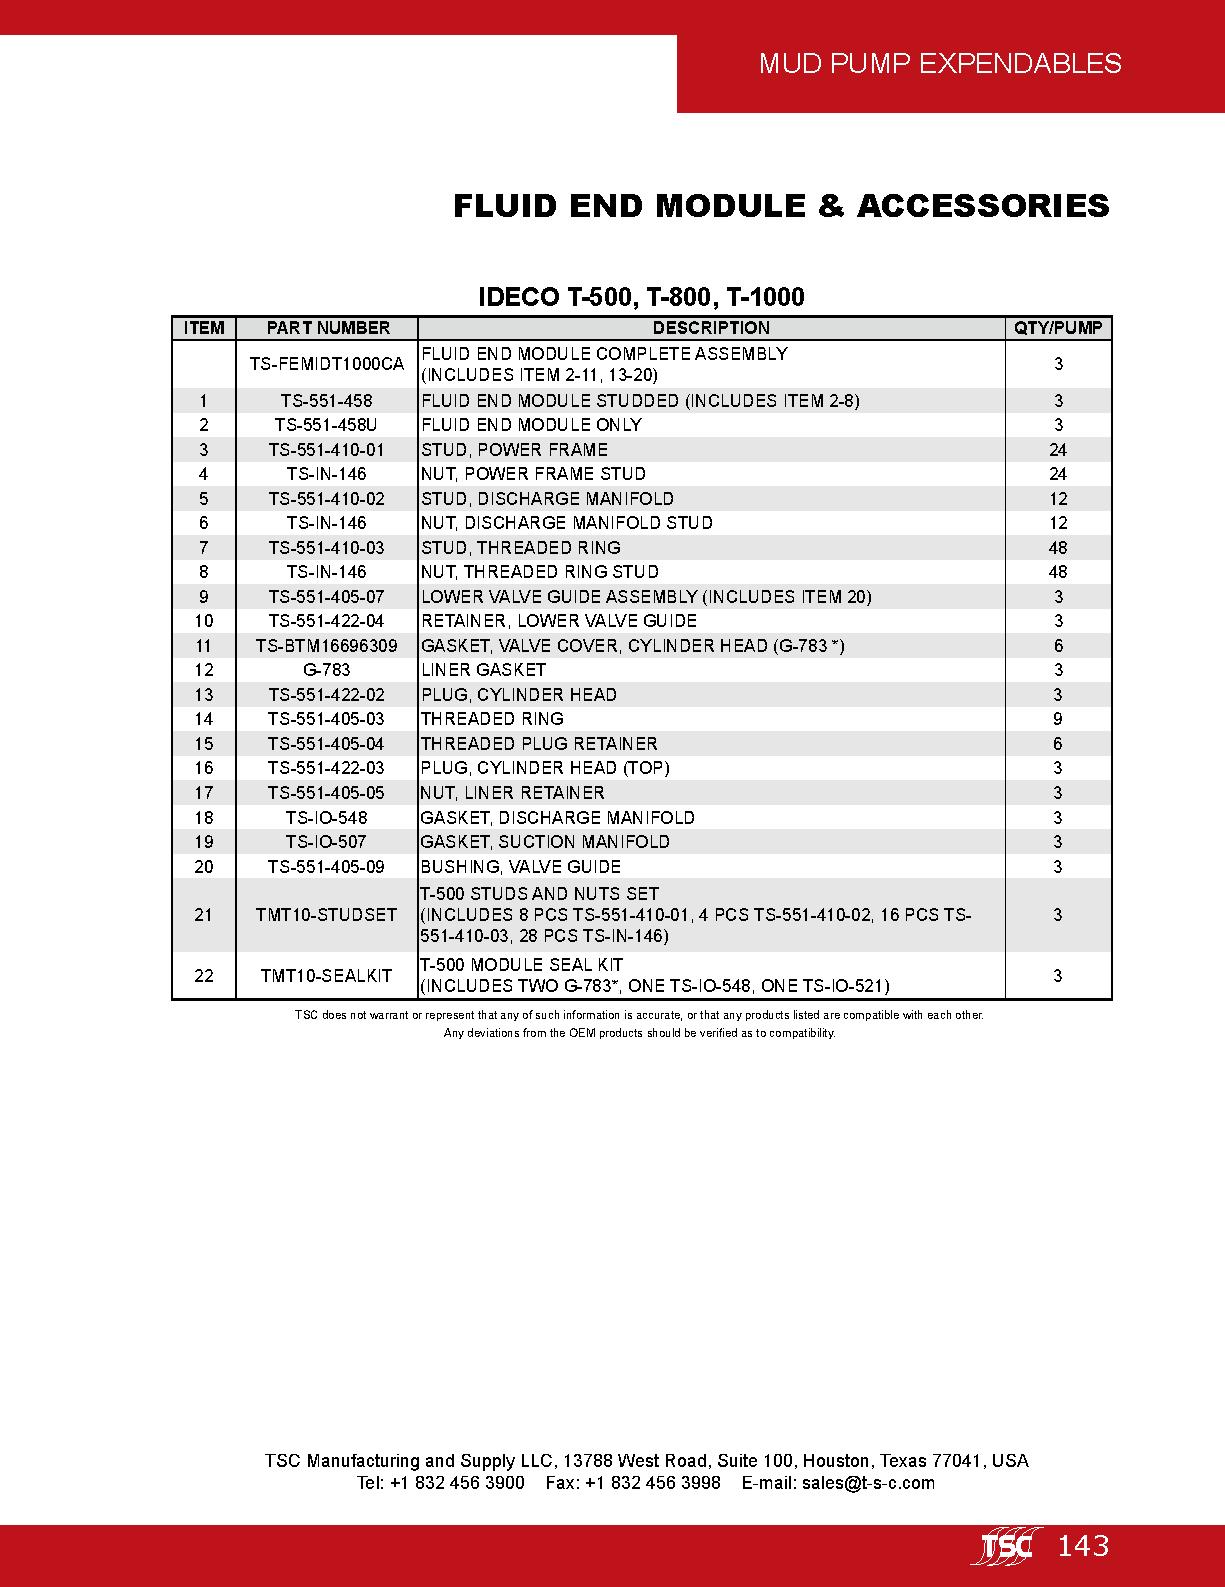 MUD PUMP EXPENDABLES
FLUID END MODULE & ACCESSORIES
IDECO T-500, T-800, T-1000
ITEM PART NUMBER DESCRIPTION QTY/PUMP
TS-FEMIDT1000CA FLUID END MODULE COMPLETE ASSEMBLY
(INCLUDES ITEM 2-11, 13-20) 3
1 TS-551-458 FLUID END MODULE STUDDED (INCLUDES ITEM 2-8) 3
2 TS-551-458U FLUID END MODULE ONLY 3
3 TS-551-410-01 STUD, POWER FRAME 24
4 TS-IN-146 NUT, POWER FRAME STUD 24
5 TS-551-410-02 STUD, DISCHARGE MANIFOLD 12
6 TS-IN-146 NUT, DISCHARGE MANIFOLD STUD 12
7 TS-551-410-03 STUD, THREADED RING 48
8 TS-IN-146 NUT, THREADED RING STUD 48
9 TS-551-405-07 LOWER VALVE GUIDE ASSEMBLY (INCLUDES ITEM 20) 3
10 TS-551-422-04 RETAINER, LOWER VALVE GUIDE 3
11 TS-BTM16696309 GASKET, VALVE COVER, CYLINDER HEAD (G-783 *) 6
12 G-783 LINER GASKET 3
13 TS-551-422-02 PLUG, CYLINDER HEAD 3
14 TS-551-405-03 THREADED RING 9
15 TS-551-405-04 THREADED PLUG RETAINER 6
16 TS-551-422-03 PLUG, CYLINDER HEAD (TOP) 3
17 TS-551-405-05 NUT, LINER RETAINER 3
18 TS-IO-548 GASKET, DISCHARGE MANIFOLD 3
19 TS-IO-507 GASKET, SUCTION MANIFOLD 3
20 TS-551-405-09 BUSHING, VALVE GUIDE 3
T-500 STUDS AND NUTS SET
21 TMT10-STUDSET (INCLUDES 8 PCS TS-551-410-01, 4 PCS TS-551-410-02, 16 PCS TS- 3
551-410-03, 28 PCS TS-IN-146)
22 TMT10-SEALKIT T-500 MODULE SEAL KIT
(INCLUDES TWO G-783*, ONE TS-IO-548, ONE TS-IO-521) 3
TSC does not warrant or represent that any of such information is accurate, or that any products listed are compatible with each other.
Any deviations from the OEM products should be verified as to compatibility.
TSC Manufacturing and Supply LLC, 13788 West Road, Suite 100, Houston, Texas 77041, USA
Tel: +1 832 456 3900 Fax: +1 832 456 3998 E-mail: sales@t-s-c.com
TSC 143